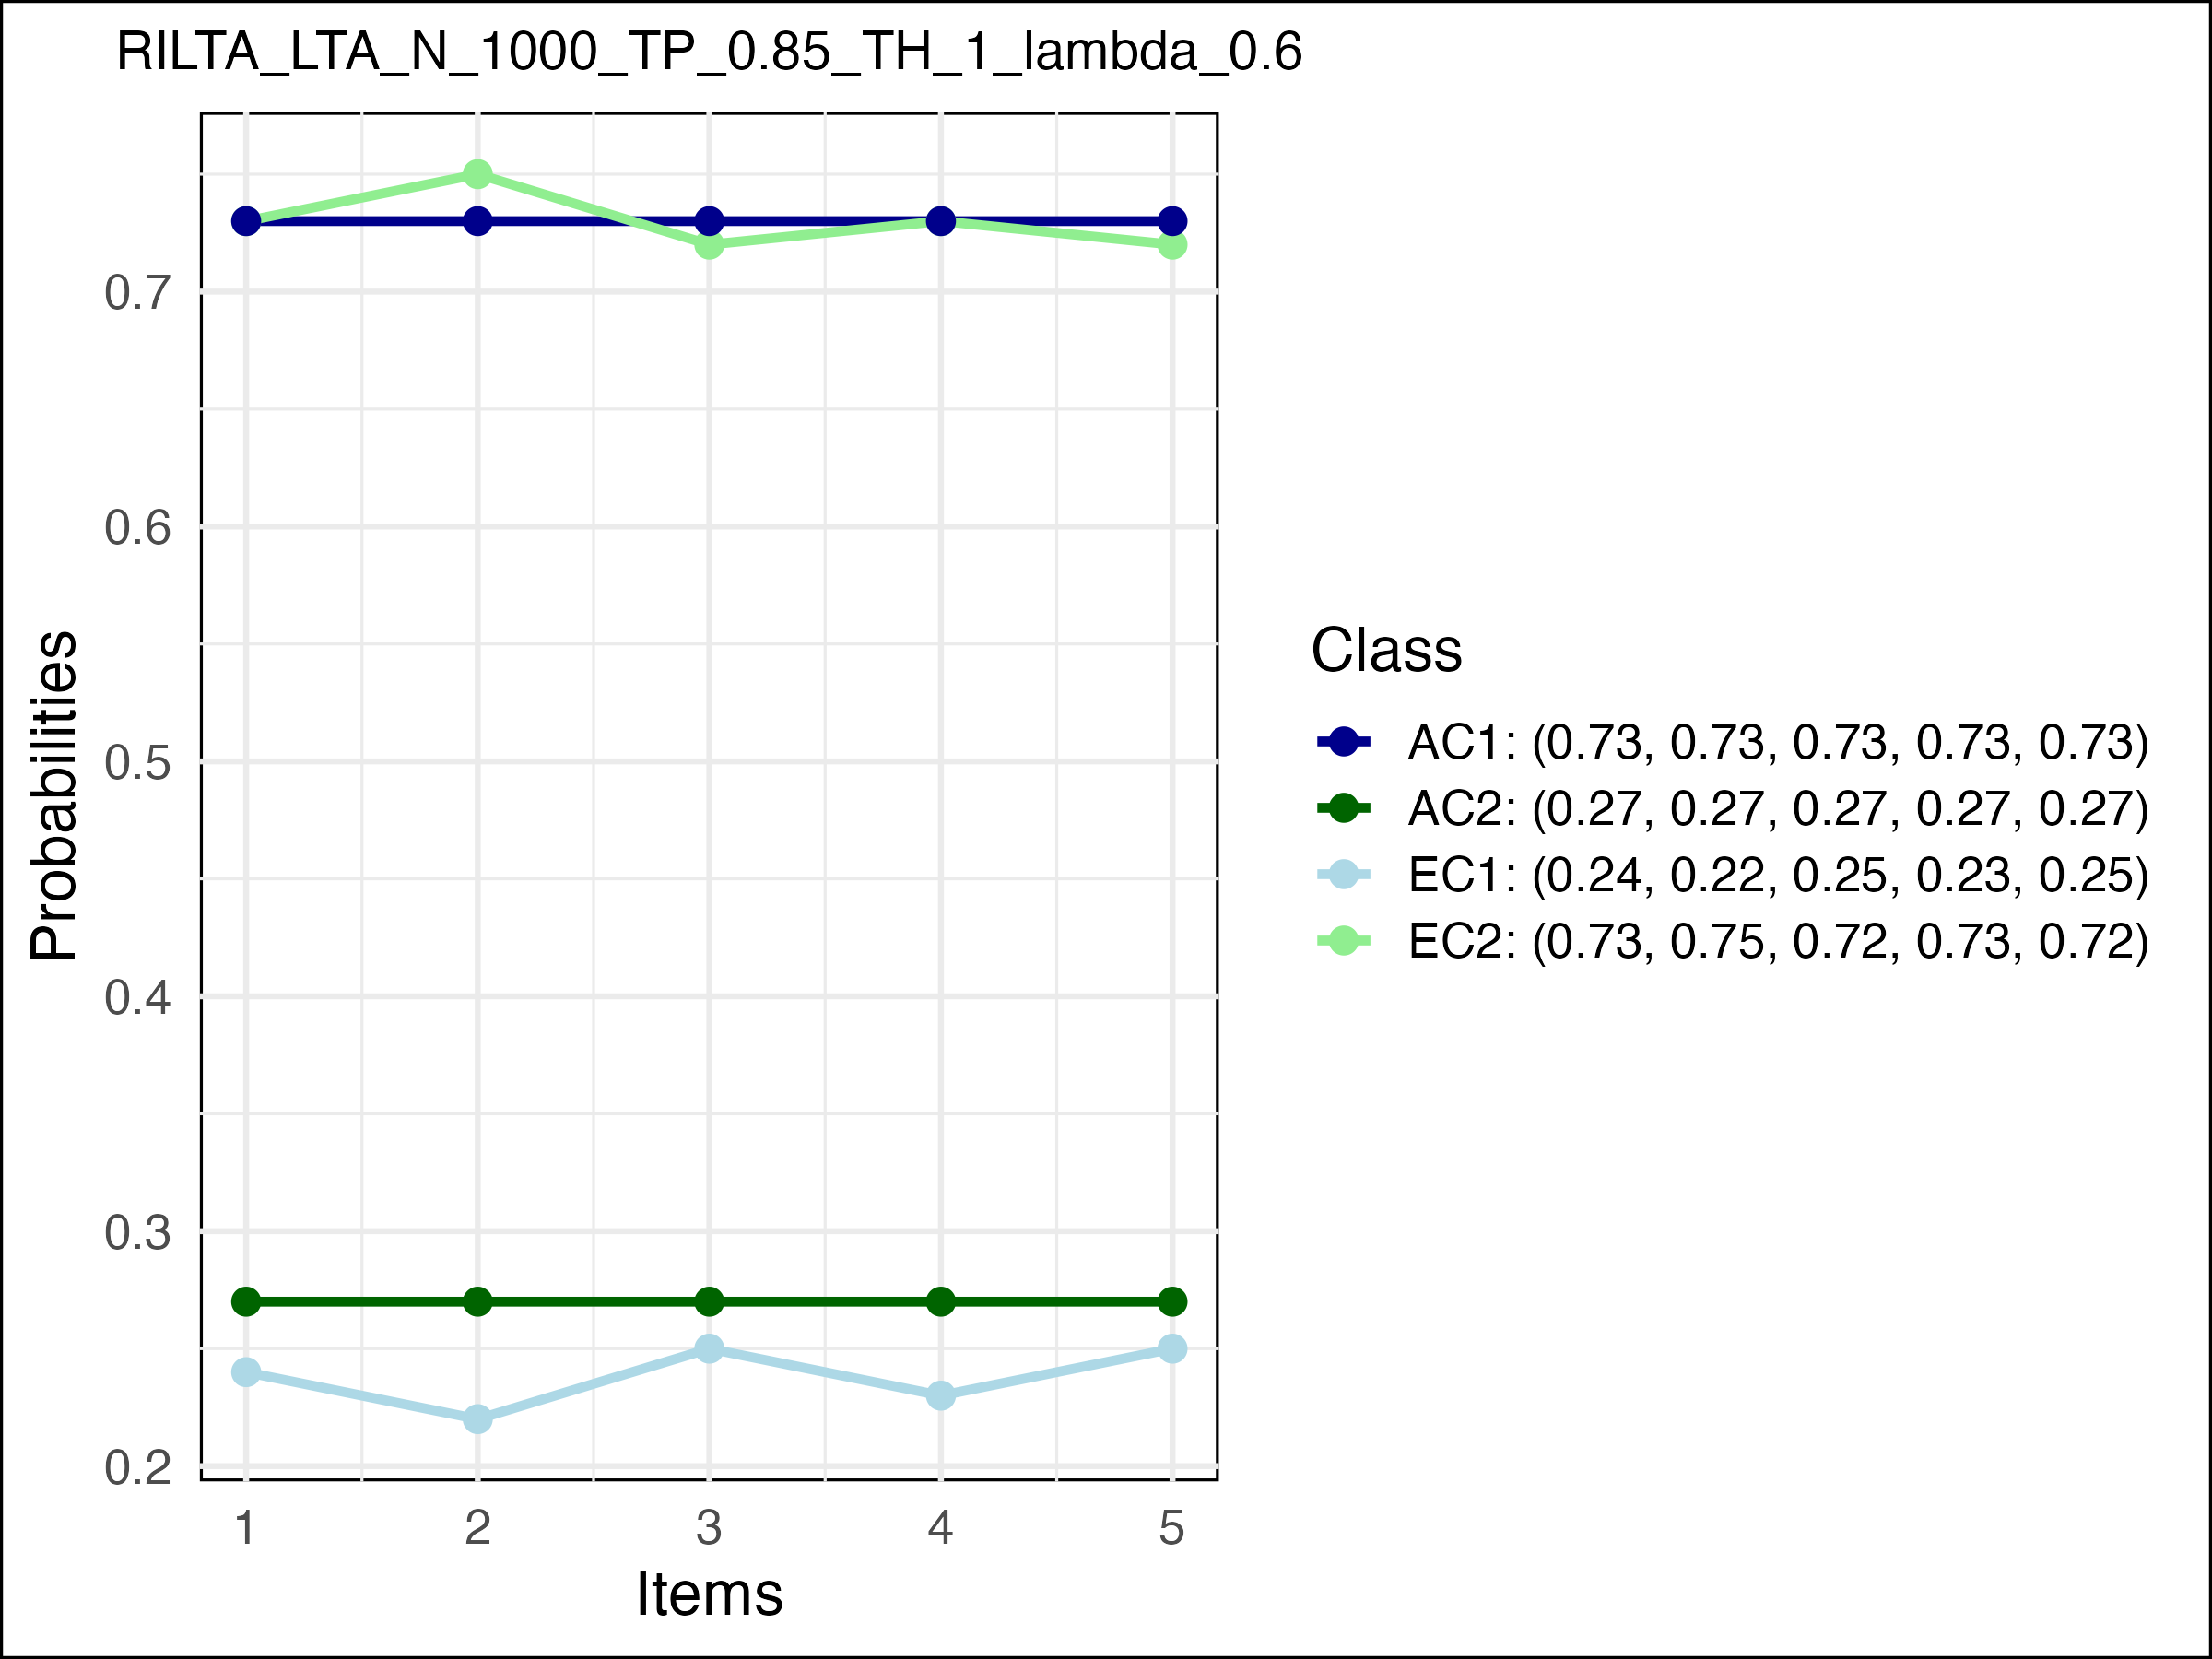 RILTA_LTA_N_1000_TP_0.85_TH_1_lambda_0.6
Probabilities
0.7
0.6
0.5
0.4
0.3
0.2
1 2 3 4 5
Items
Class
AC1: (0.73, 0.73, 0.73, 0.73, 0.73)
AC2: (0.27, 0.27, 0.27, 0.27, 0.27)
EC1: (0.24, 0.22, 0.25, 0.23, 0.25)
EC2: (0.73, 0.75, 0.72, 0.73, 0.72)